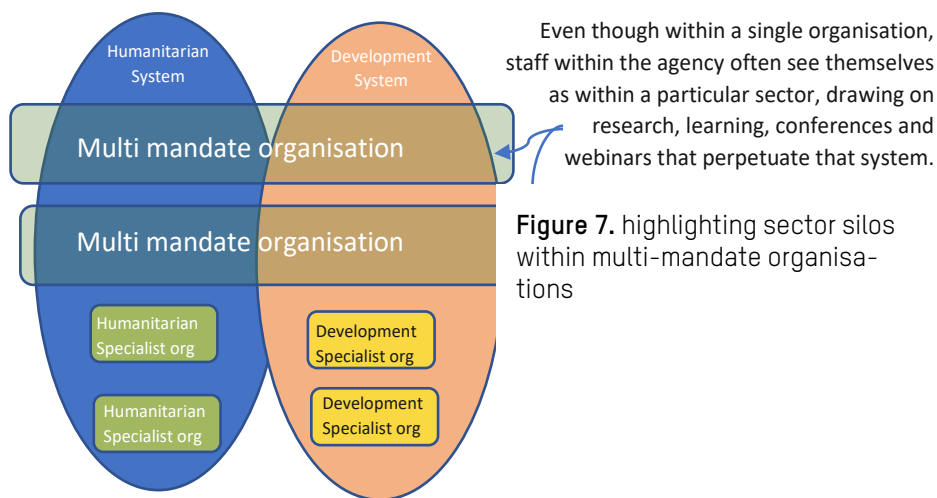 Humanitarian
System
Development
System
Even though within a single organisation,
staff within the agency often see themselves
as within a particular sector, drawing on
research, learning, conferences and
webinars that perpetuate that system.
Multi mandate organisation
Multi mandate organisation
Figure 7. highlighting sector silos
within multi-mandate organisa-
tions
Humanitarian
Specialist org
Development
Specialist org
Humanitarian
Specialist org
Development
Specialist org